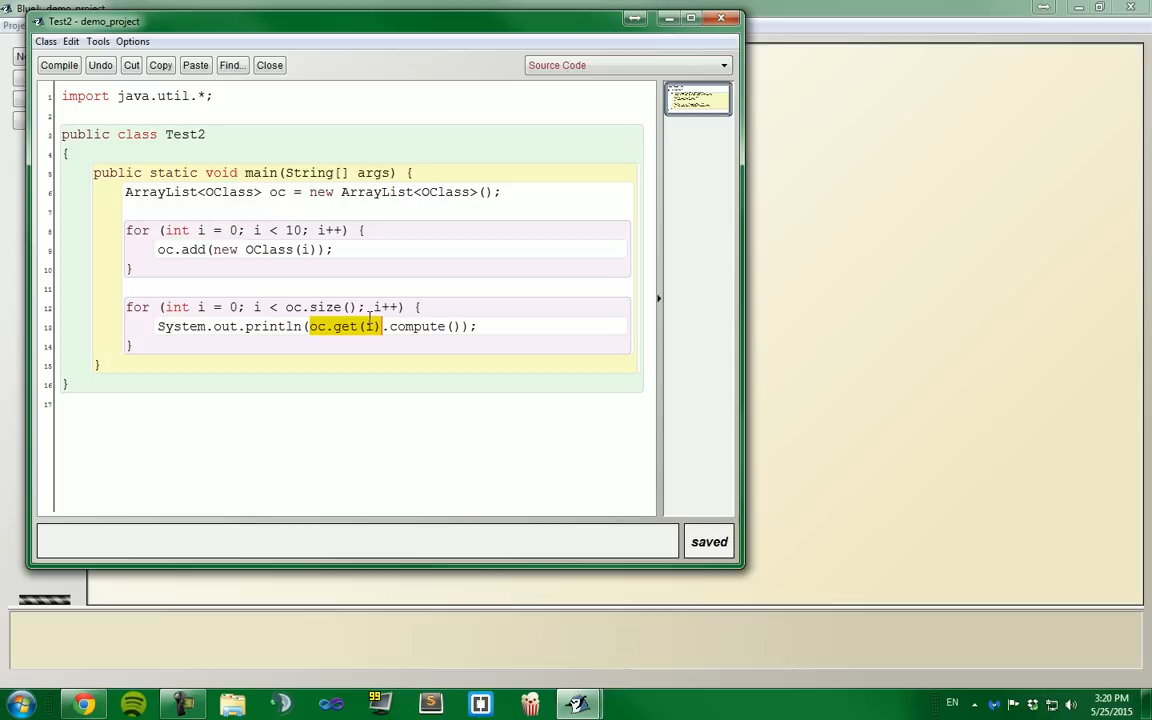 Test2 - demo_project
Class Edit Tools Options
Compile Undo Cut Copy Paste Find... Close Source Code
1 import java.util.*;
2
3 public class Test2
4 {
5 public static void main(String[] args) {
6 ArrayList<OClass> oc = new ArrayList<OClass>();
7
8 for (int i = 0; i < 10; i++) {
9 oc.add(new OClass(i));
10 }
11
12 for (int i = 0; i < oc.size(); i++) {
13 System.out.println(oc.get(i).compute());
14 }
15 }
16 }
17
saved
99
EN
3:20 PM
5/25/2015